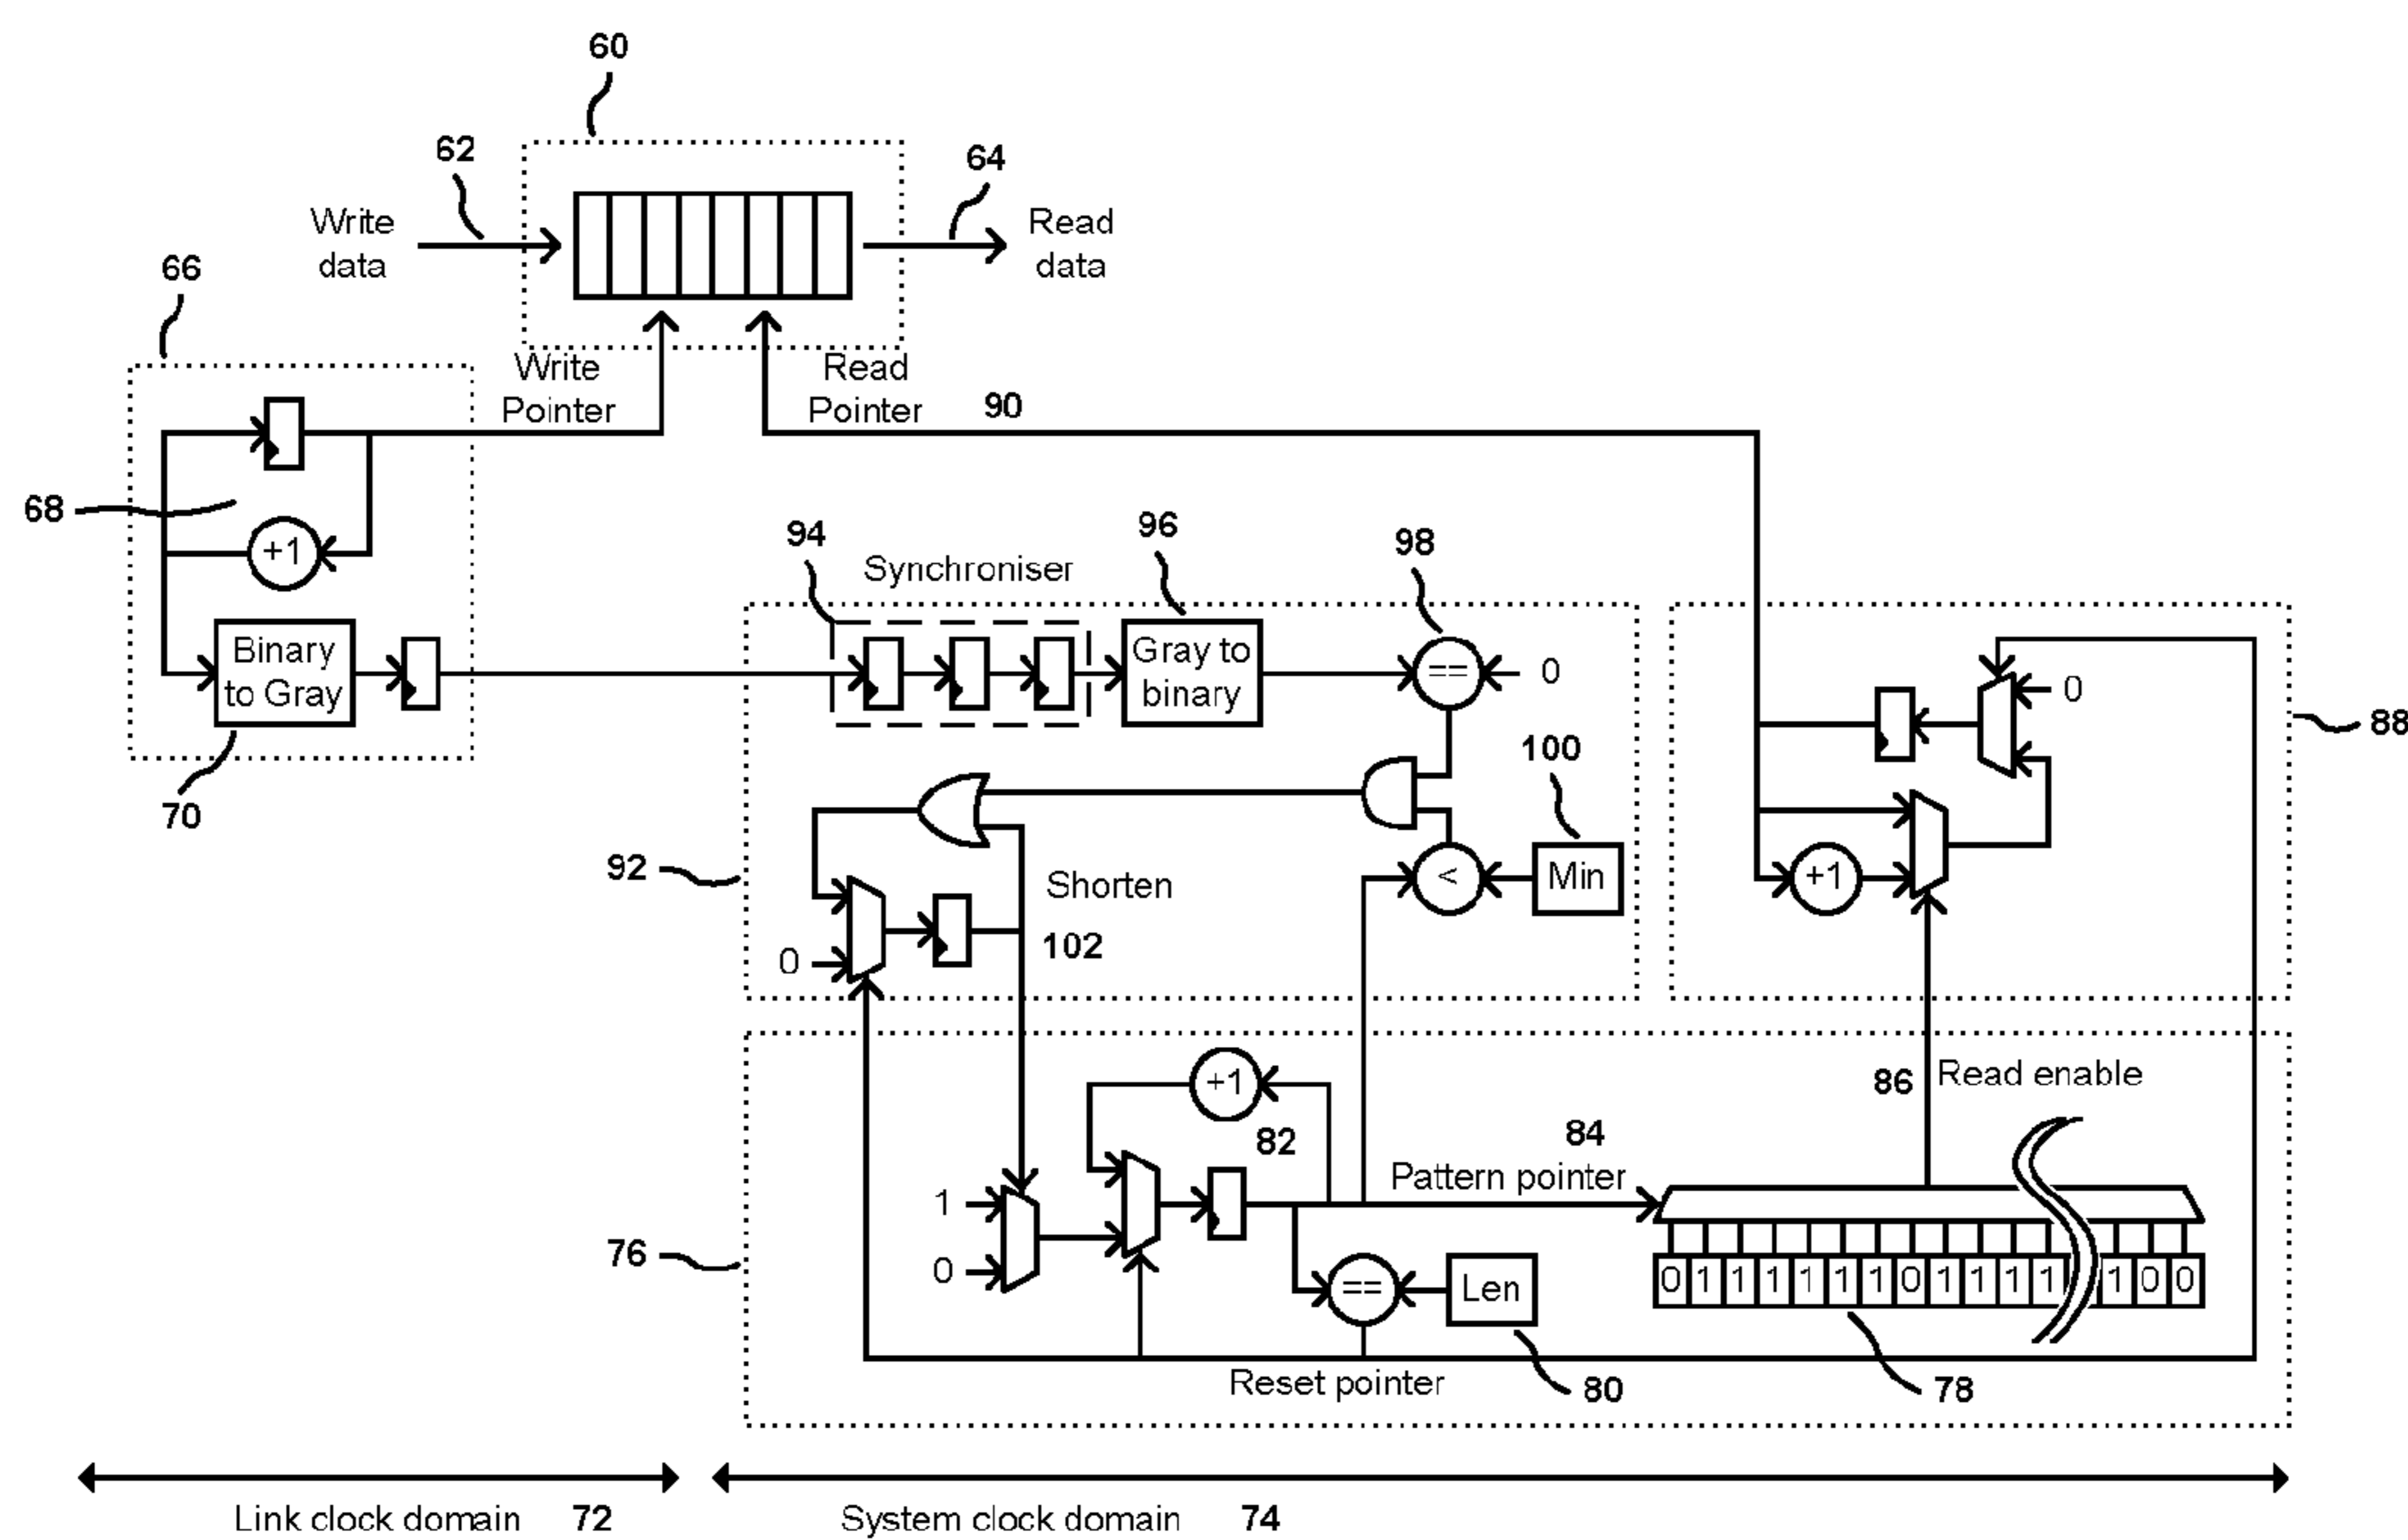 60
62
64
Write
data
Read
data
66
Write
Pointer
Read
Pointer
90
68
+1
94
Synchroniser
96
98
Binary
to Gray
Gray to
binary
==
0
0
88
70
100
92
<
Min
+1
Shorten
102
0
+1
86
Read enable
82
84
Pattern pointer
1
76
0
==
Len
0 1 1 1 1 1 1 0 1 1 1 1 1 0 0
Reset pointer
80
78
Link clock domain
72
System clock domain
74